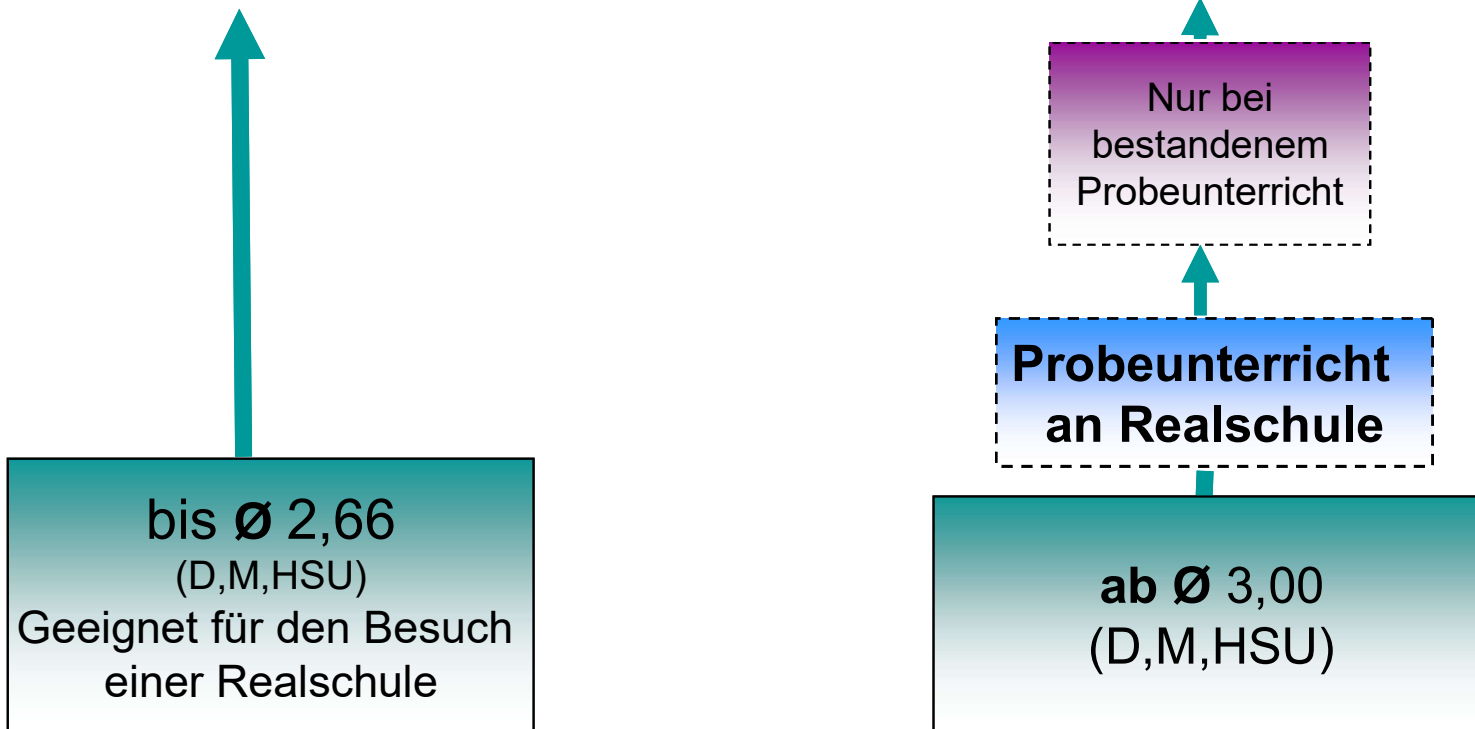 Nur bei
bestandenem
Probeunterricht
Probeunterricht
an Realschule
bis Ø 2,66
(D,M,HSU)
Geeignet für den Besuch
einer Realschule
ab Ø 3,00
(D,M,HSU)